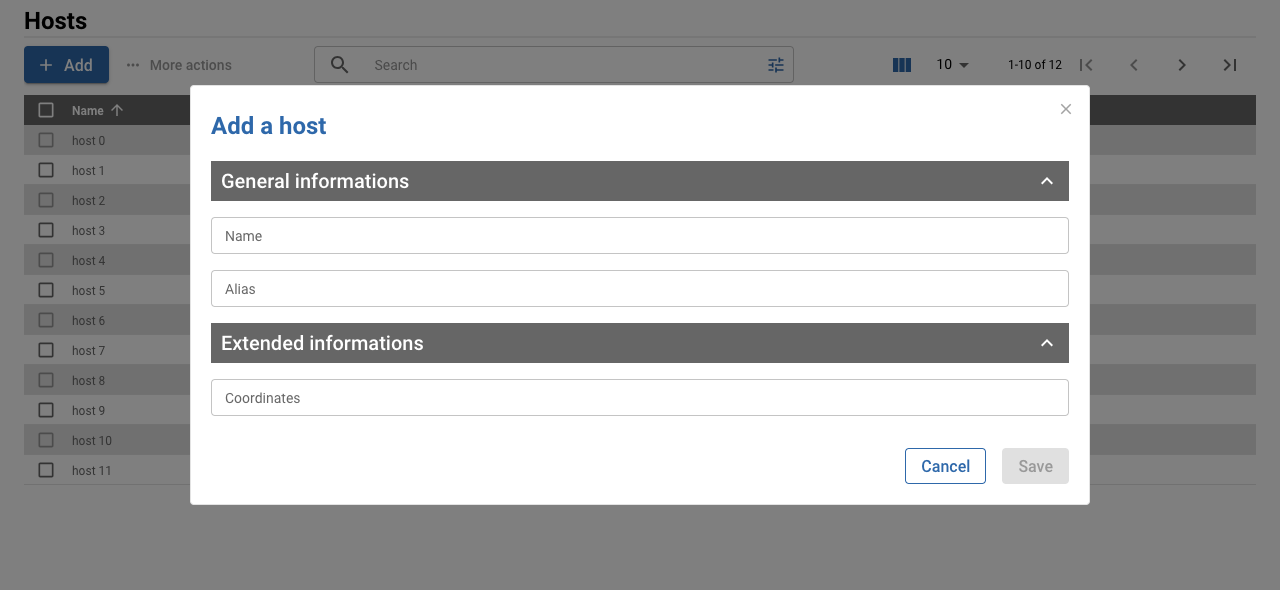 Hosts
Add
More actions
Search
10
1-10 of 12
Name
host 0
host 1
host 2
host 3
host 4
host 5
host 6
host 7
host 8
host 9
host 10
host 11
Add a host
General informations
Name
Alias
Extended informations
Coordinates
Cancel
Save